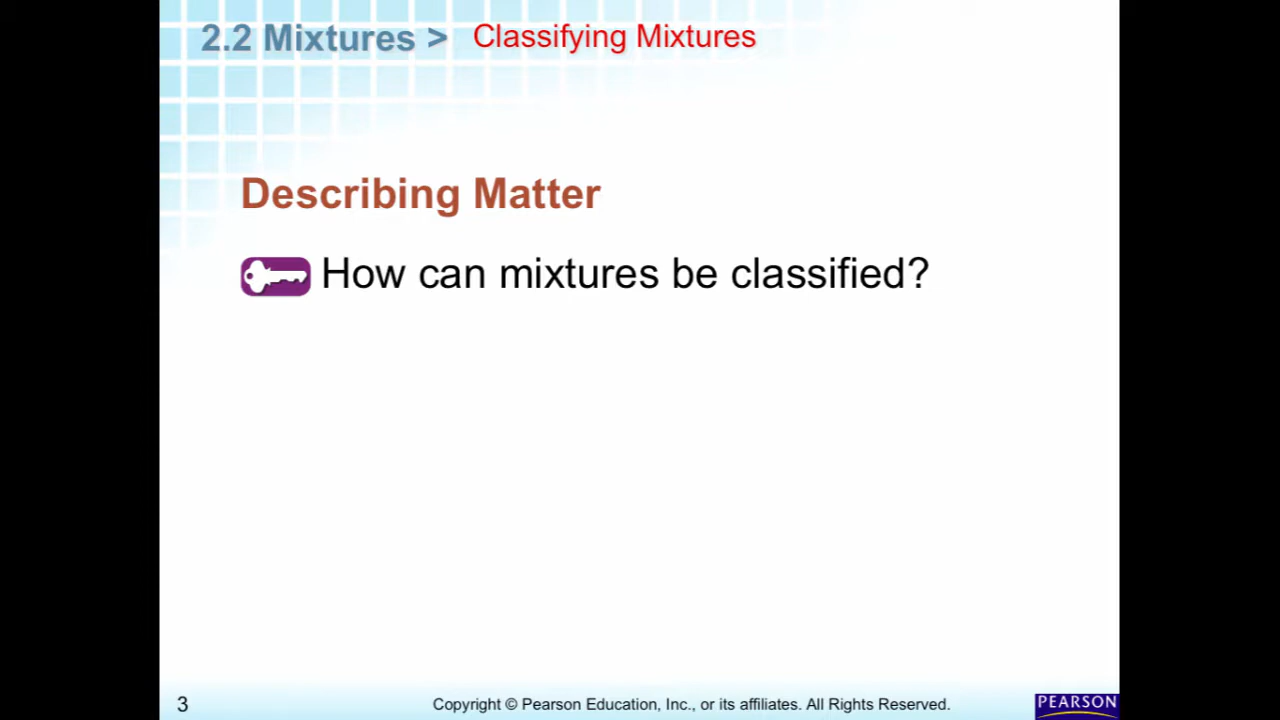 2.2 Mixtures > Classifying Mixtures
Describing Matter
How can mixtures be classified?
3 Copyright © Pearson Education, Inc., or its affiliates. All Rights Reserved. PEARSON